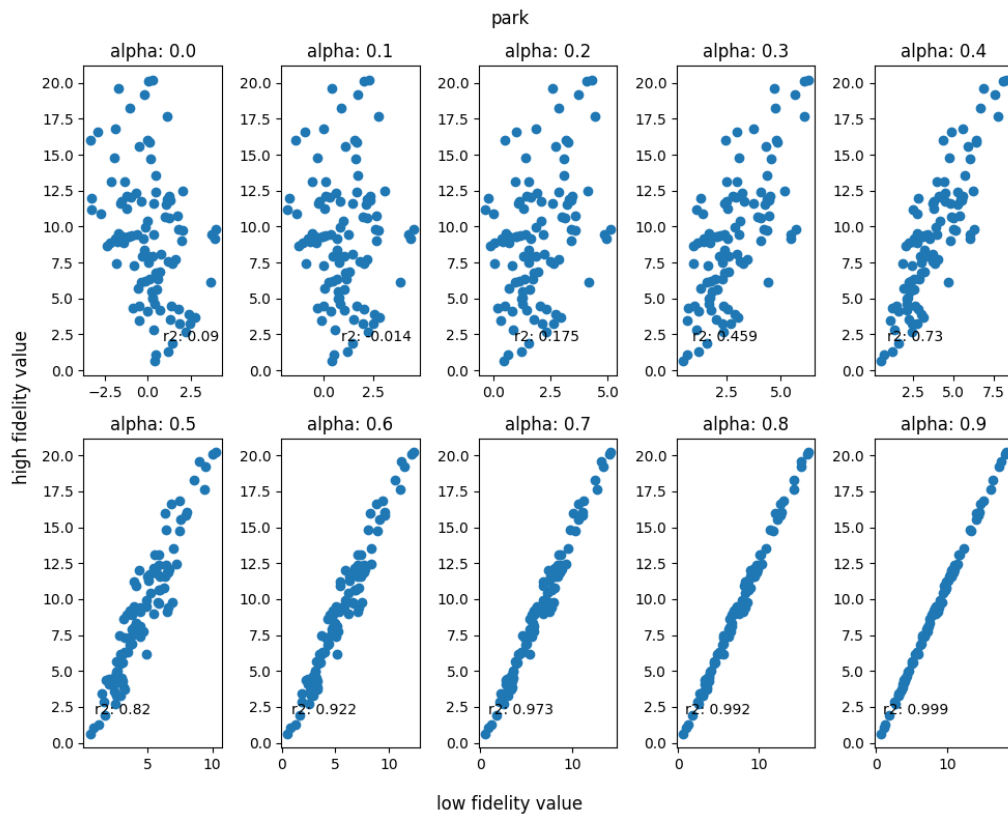 park
alpha: 0.0
alpha: 0.1
alpha: 0.2
alpha: 0.3
alpha: 0.4
20.0
17.5
15.0
12.5
10.0
7.5
5.0
2.5
0.0
r2: 0.09
r2: -0.014
r2: 0.175
r2: 0.459
r2: 0.73
−2.5 0.0 2.5
0.0 2.5
0.0 2.5 5.0
2.5 5.0
2.5 5.0 7.5
high fidelity value
alpha: 0.5
alpha: 0.6
alpha: 0.7
alpha: 0.8
alpha: 0.9
20.0
17.5
15.0
12.5
10.0
7.5
5.0
2.5
0.0
r2: 0.82
r2: 0.922
r2: 0.973
r2: 0.992
r2: 0.999
5 10
0 5 10
0 10
0 10
0 10
low fidelity value